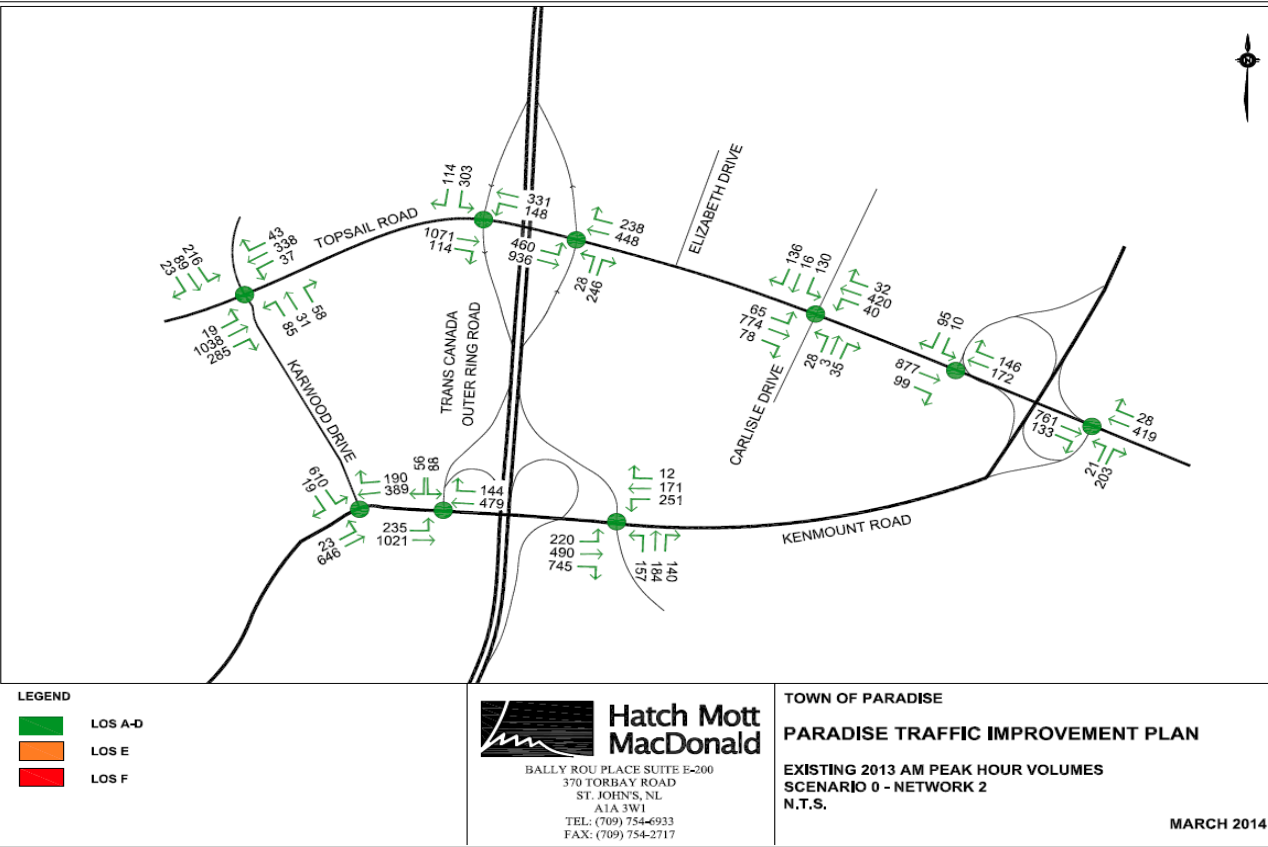 114
303
331
148
1071
114
238
448
460
936
28
246
ELIZABETH DRIVE
TOPSAIL ROAD
43
338
37
216
89
23
19
1038
285
85
31
58
136
16
130
32
420
40
65
774
78
28
3
35
TRANS CANADA
OUTER RING ROAD
KARWOOD DRIVE
CARLISLE DRIVE
95
10
146
172
877
99
761
133
28
419
21
203
610
19
190
389
56
88
144
479
23
646
235
1021
12
171
251
220
490
745
157
184
140
KENMOUNT ROAD
N
LEGEND
LOS A-D
LOS E
LOS F
Hatch Mott
MacDonald
BALLY ROU PLACE SUITE E-200
370 TORBAY ROAD
ST. JOHN'S, NL
A1A 3W1
TEL: (709) 754-6933
FAX: (709) 754-2717
TOWN OF PARADISE
PARADISE TRAFFIC IMPROVEMENT PLAN
EXISTING 2013 AM PEAK HOUR VOLUMES
SCENARIO 0 - NETWORK 2
N.T.S.
MARCH 2014